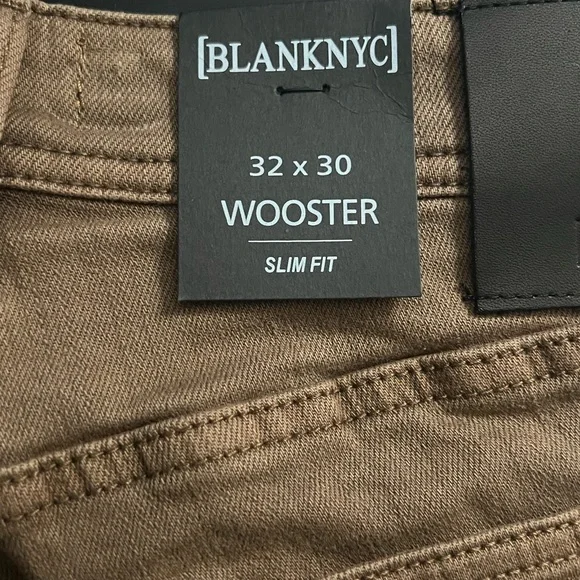 [BLANKNYC]
32 x 30
WOOSTER
SLIM FIT